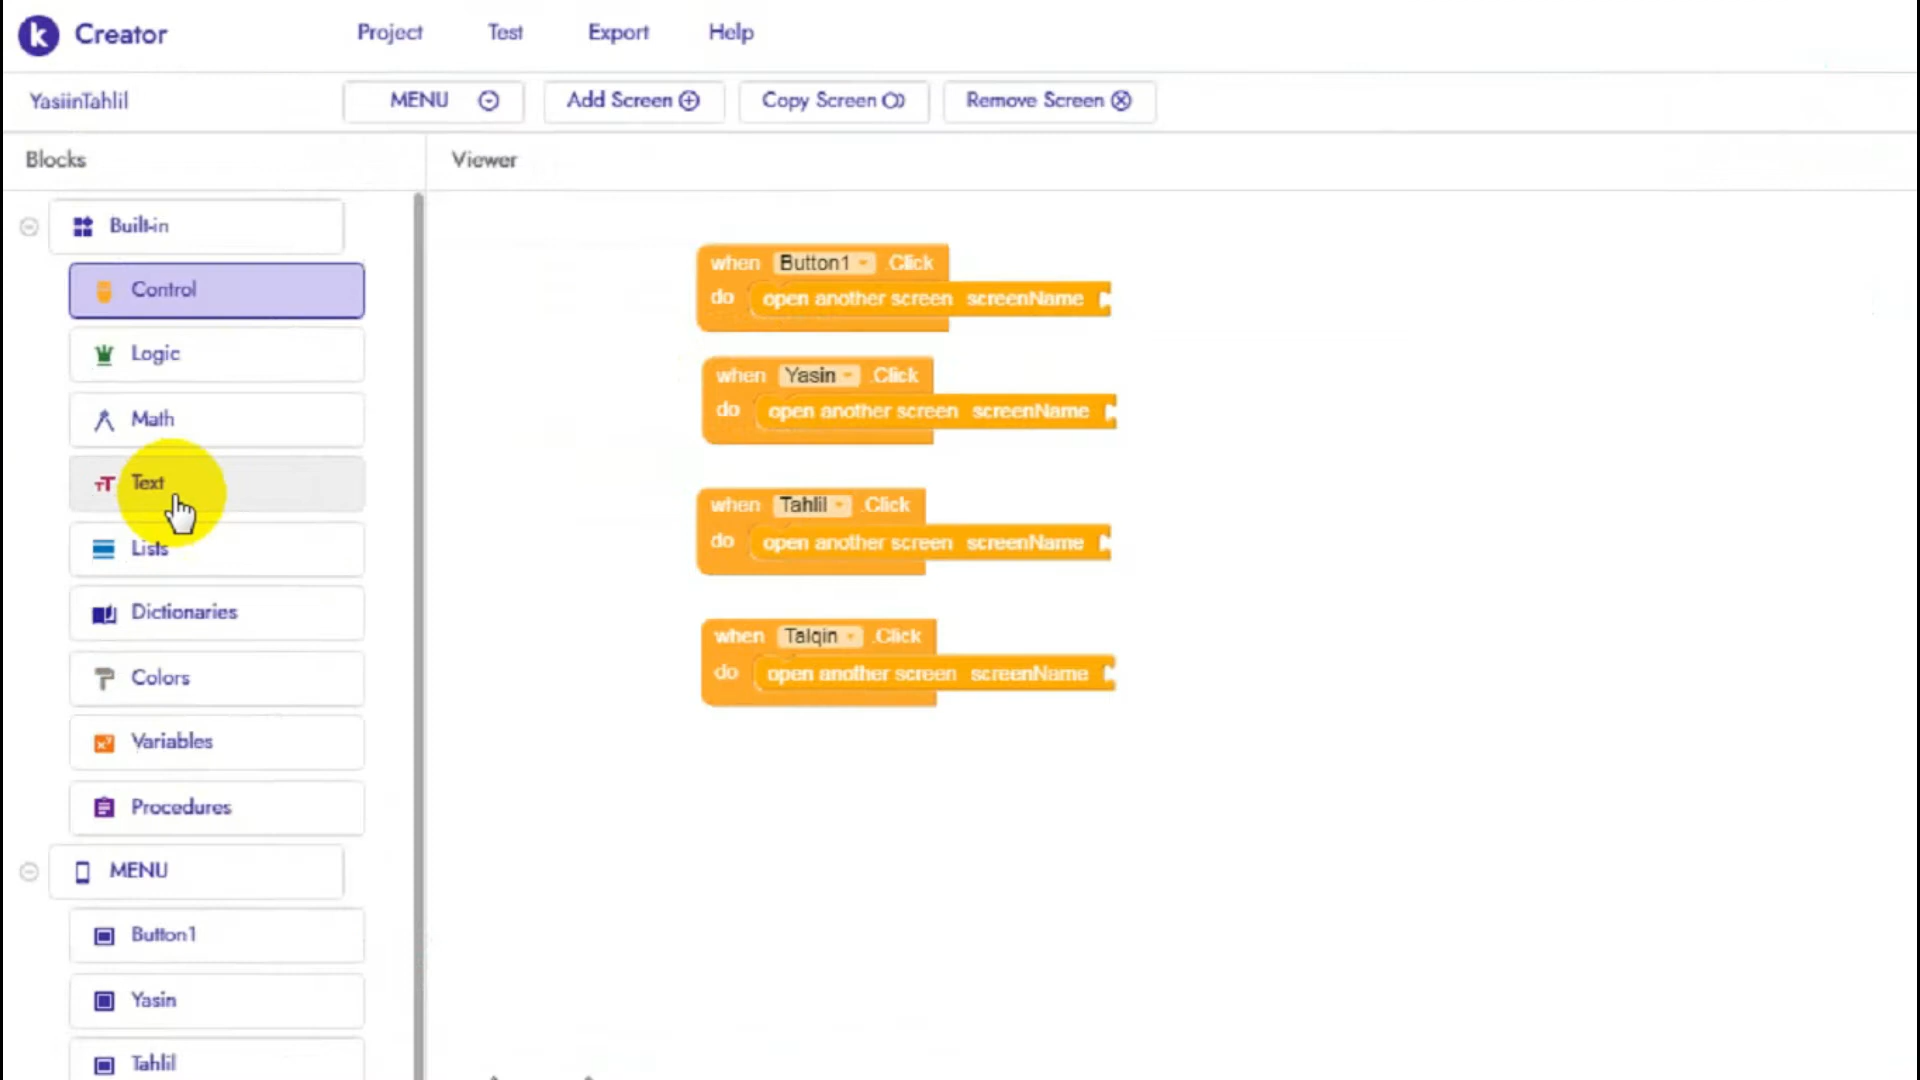 Creator Project Test Export Help
YasiinTahlil MENU Add Screen Copy Screen Remove Screen
Blocks Viewer
Built-in
Control
Logic
Math
Text
Lists
Dictionaries
Colors
Variables
Procedures
MENU
Button1
Yasin
Tahlil
when Button1 .Click
do open another screen screenName
when Yasin .Click
do open another screen screenName
when Tahlil .Click
do open another screen screenName
when Talqin .Click
do open another screen screenName